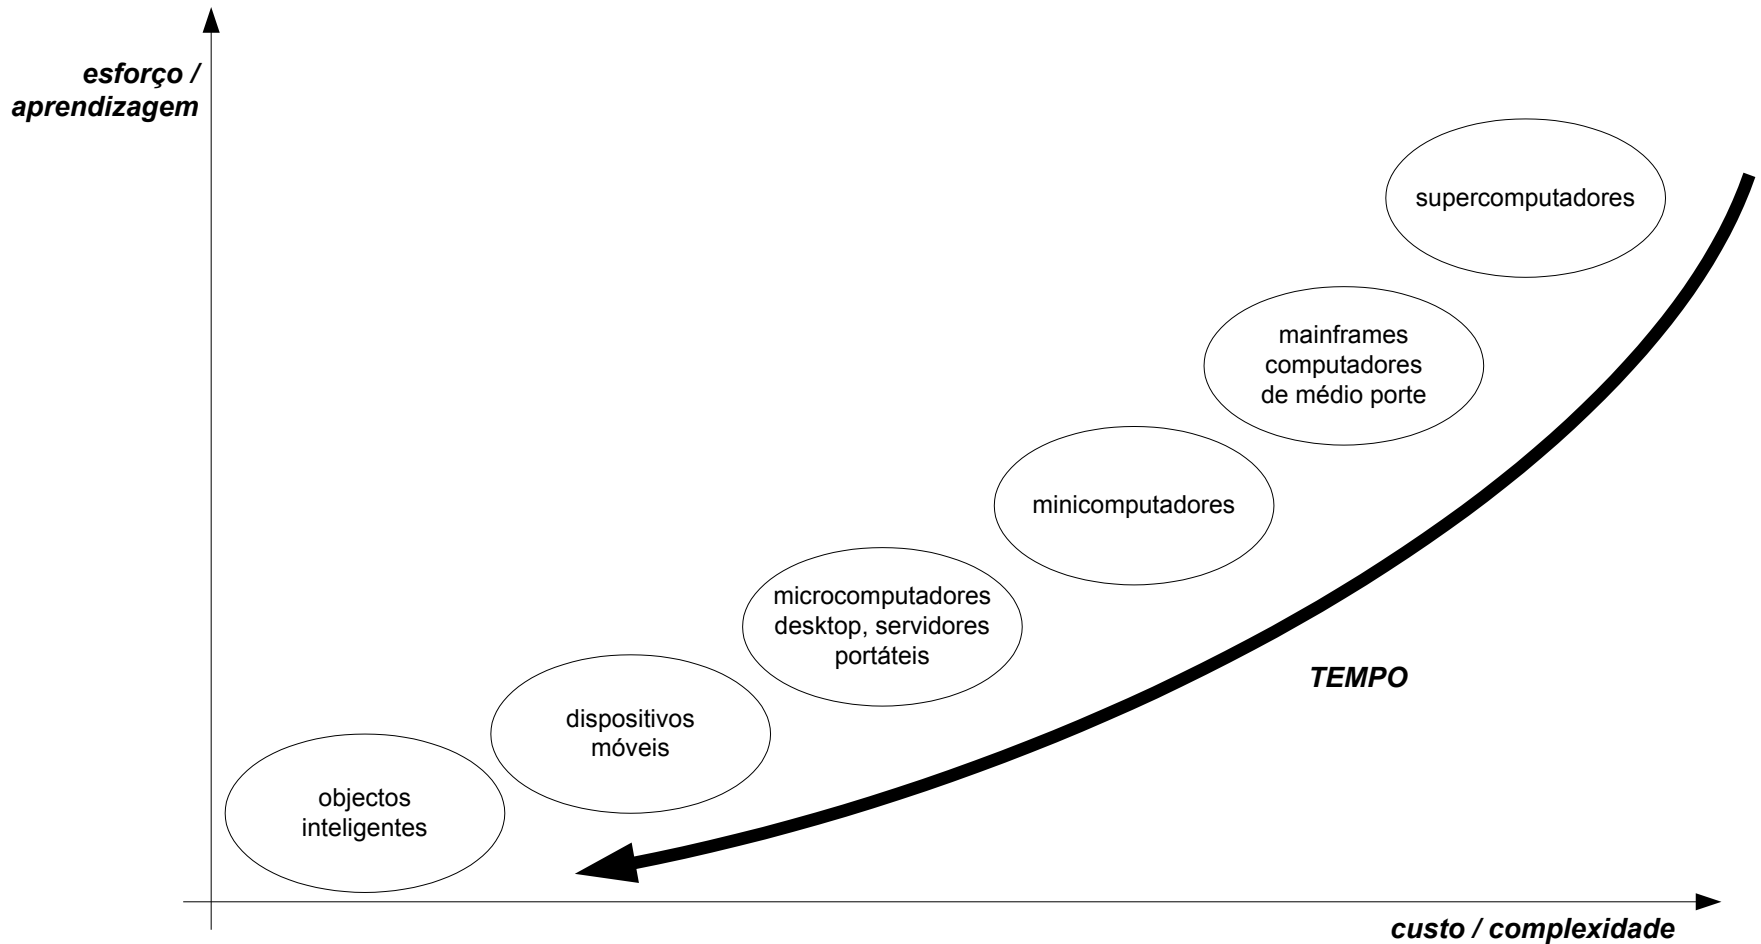 esforço /
aprendizagem
supercomputadores
mainframes
computadores
de médio porte
minicomputadores
microcomputadores
desktop, servidores
portáteis
TEMPO
dispositivos
móveis
objectos
inteligentes
custo / complexidade